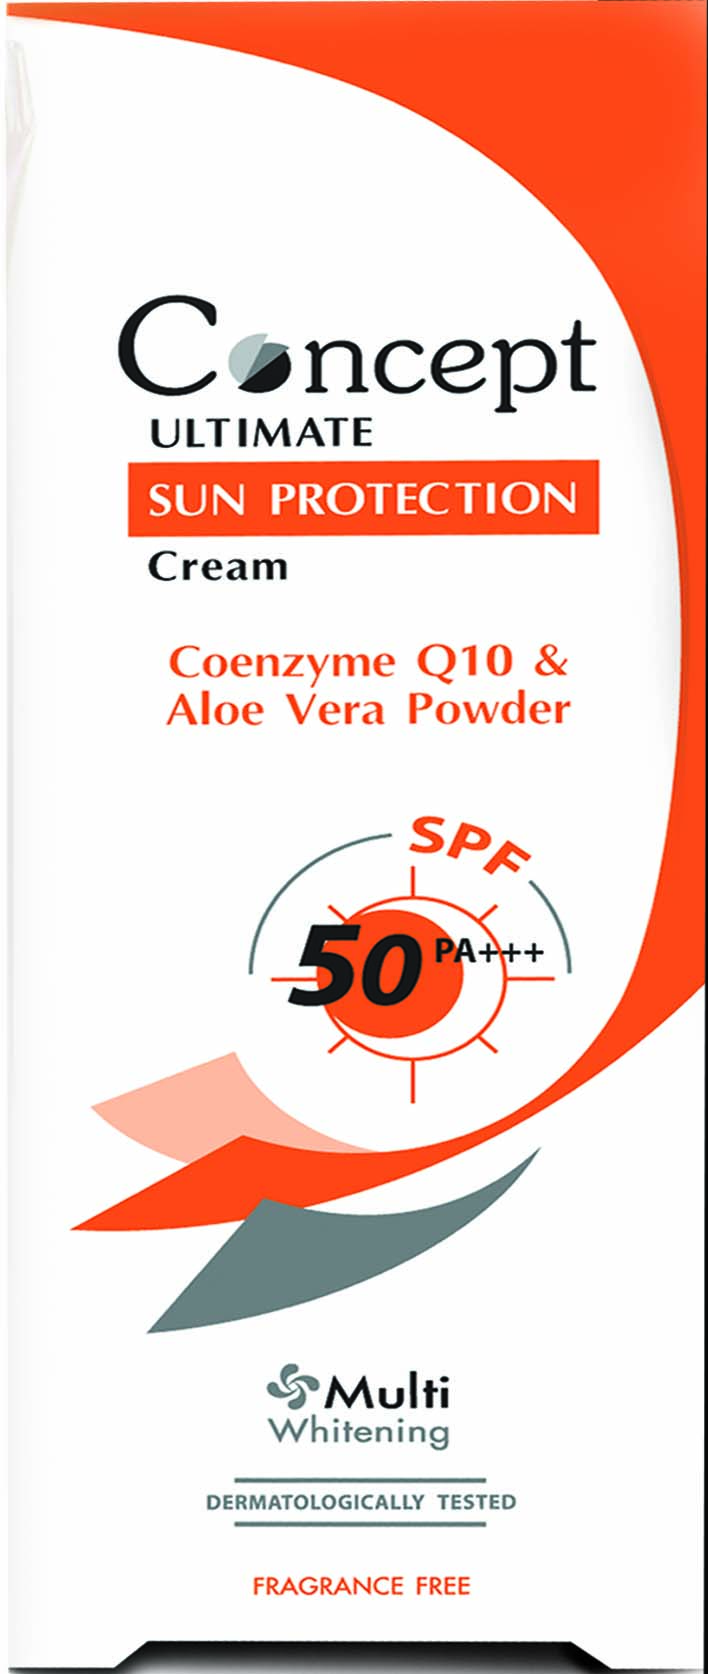 Concept
ULTIMATE
SUN PROTECTION
Cream
Coenzyme Q10 &
Aloe Vera Powder
SPF
50 PA+++
Multi
Whitening
DERMATOLOGICALLY TESTED
FRAGRANCE FREE